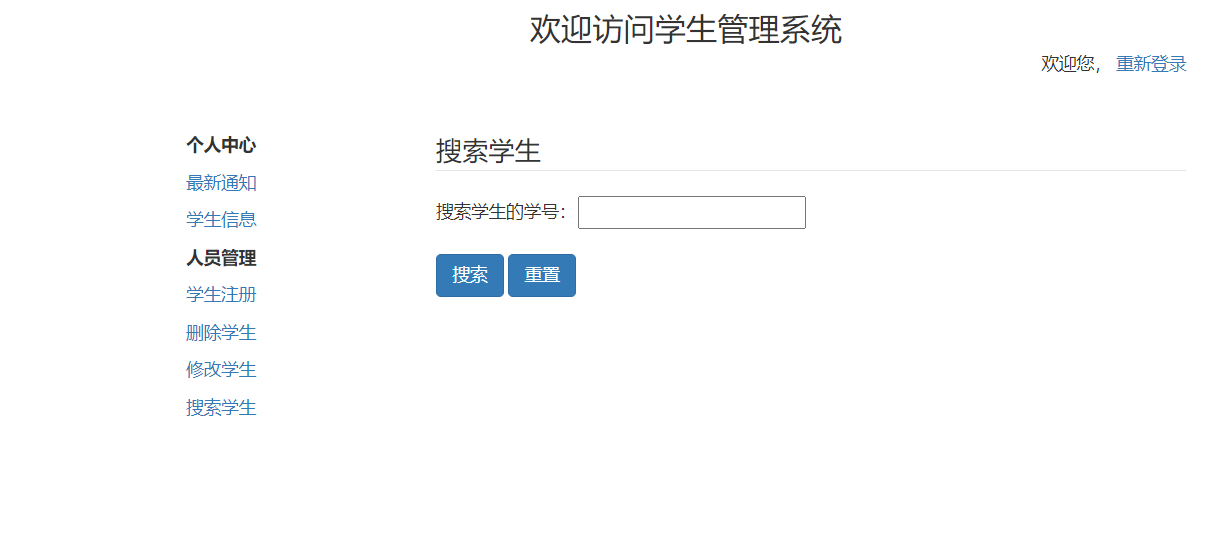 欢迎访问学生管理系统
欢迎您， 重新登录
个人中心
最新通知
学生信息
人员管理
学生注册
删除学生
修改学生
搜索学生
搜索学生
搜索学生的学号：
搜索 重置